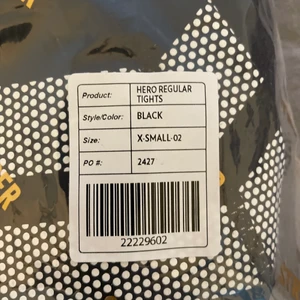 Product: HERO REGULAR
TIGHTS
Style/Color: BLACK
Size: X-SMALL-02
PO #: 2427
22229602